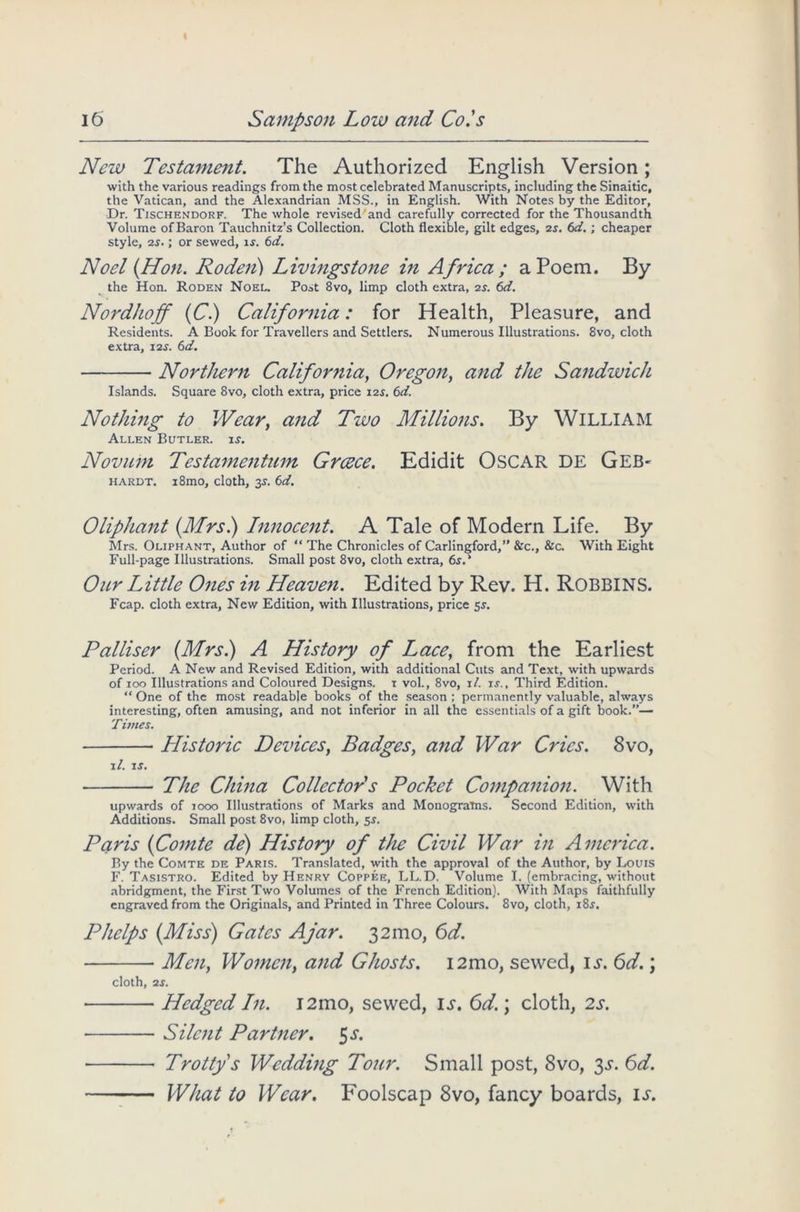 16 Sampson Low and Co.'s
New Testament. The Authorized English Version;
with the various readings from the most celebrated Manuscripts, including the Sinaitic,
the Vatican, and the Alexandrian MSS., in English. With Notes by the Editor,
Dr. Tischendorf. The whole revised and carefully corrected for the Thousandth
Volume of Baron Tauchnitz's Collection. Cloth flexible, gilt edges, 2s. 6d.; cheaper
style, 2s.; or sewed, 1s. 6d.
Noel (Hon. Roden) Livingstone in Africa; a Poem. By
the Hon. Roden Noel. Post 8vo, limp cloth extra, 2s. 6d.
Nordhoff (C.) California: for Health, Pleasure, and
Residents. A Book for Travellers and Settlers. Numerous Illustrations. 8vo, cloth
extra, 12s. 6d.
——— Northern California, Oregon, and the Sandwich
Islands. Square 8vo, cloth extra, price 12s. 6d.
Nothing to Wear, and Two Millions. By William
Allen Butler. 1s.
Novum Testamentum Græce. Edidit Oscar de Geb-
hardt. 18mo, cloth, 3s. 6d.
Oliphant (Mrs.) Innocent. A Tale of Modern Life. By
Mrs. Oliphant, Author of "The Chronicles of Carlingford," &c., &c. With Eight
Full-page Illustrations. Small post 8vo, cloth extra, 6s.
Our Little Ones in Heaven. Edited by Rev. H. Robbins.
Fcap. cloth extra, New Edition, with Illustrations, price 5s.
Palliser (Mrs.) A History of Lace, from the Earliest
Period. A New and Revised Edition, with additional Cuts and Text, with upwards
of 100 Illustrations and Coloured Designs. 1 vol., 8vo, 1l. 1s., Third Edition.
"One of the most readable books of the season; permanently valuable, always
interesting, often amusing, and not inferior in all the essentials of a gift book."—
Times.
——— Historic Devices, Badges, and War Cries. 8vo,
1l. 1s.
——— The China Collector's Pocket Companion. With
upwards of 1000 Illustrations of Marks and Monograms. Second Edition, with
Additions. Small post 8vo, limp cloth, 5s.
Paris (Comte de) History of the Civil War in America.
By the Comte de Paris. Translated, with the approval of the Author, by Louis
F. Tasistro. Edited by Henry Coppée, LL.D. Volume I. (embracing, without
abridgment, the First Two Volumes of the French Edition). With Maps faithfully
engraved from the Originals, and Printed in Three Colours. 8vo, cloth, 18s.
Phelps (Miss) Gates Ajar. 32mo, 6d.
——— Men, Women, and Ghosts. 12mo, sewed, 1s. 6d.;
cloth, 2s.
——— Hedged In. 12mo, sewed, 1s. 6d.; cloth, 2s.
——— Silent Partner. 5s.
——— Trotty's Wedding Tour. Small post, 8vo, 3s. 6d.
——— What to Wear. Foolscap 8vo, fancy boards, 1s.